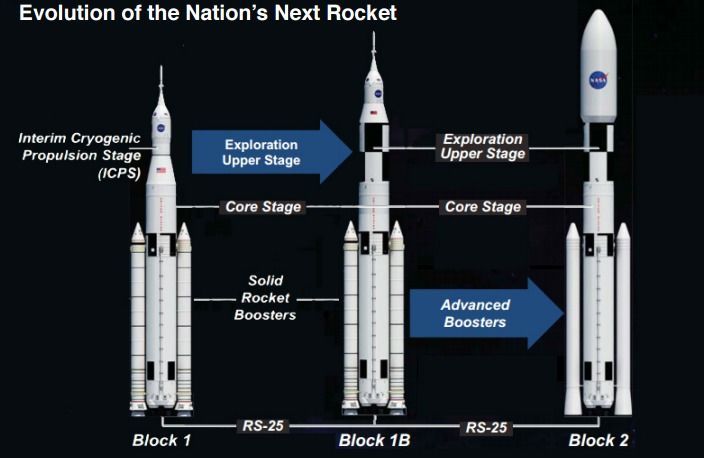 Evolution of the Nation's Next Rocket
Interim Cryogenic
Propulsion Stage
(ICPS)
Exploration
Upper Stage
Exploration
Upper Stage
NASA
Core Stage
Core Stage
Solid
Rocket
Boosters
Advanced
Boosters
RS-25
RS-25
Block 1
Block 1B
Block 2